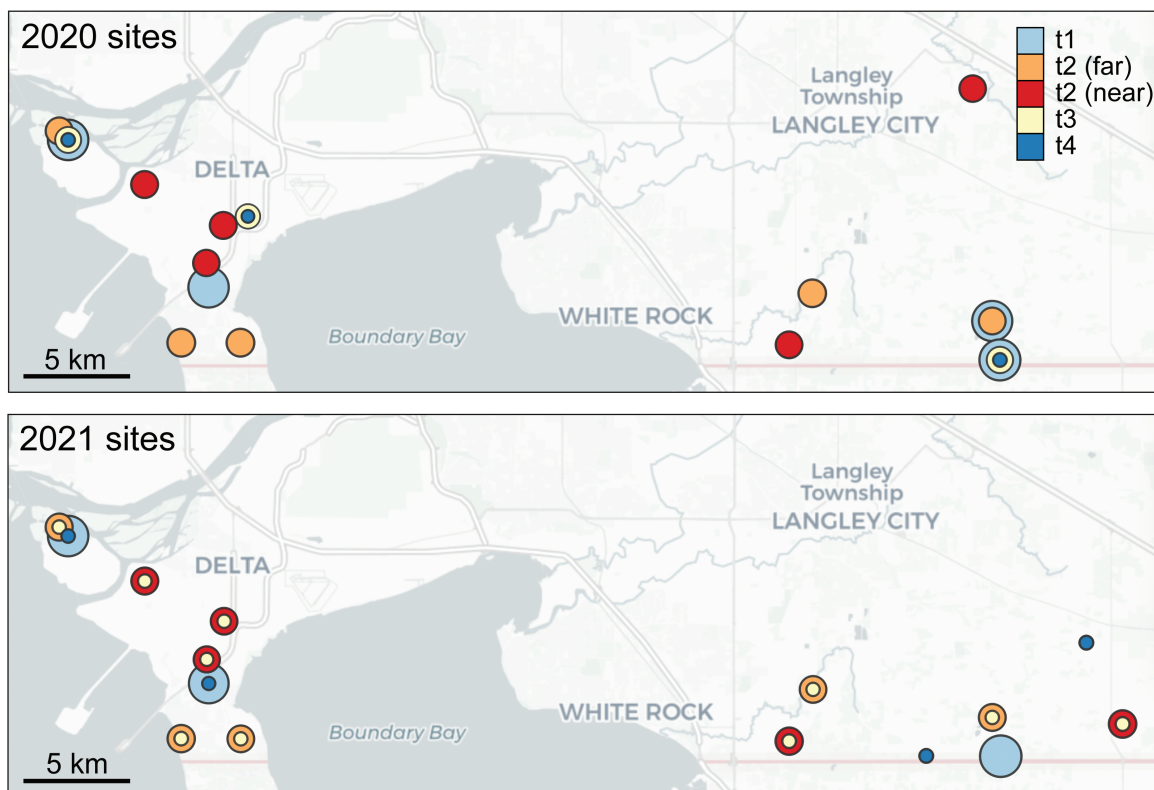 2020 sites
t1
t2 (far)
t2 (near)
t3
t4
Langley
Township
LANGLEY CITY
DELTA
WHITE ROCK
Boundary Bay
5 km
2021 sites
Langley
Township
LANGLEY CITY
DELTA
WHITE ROCK
Boundary Bay
5 km